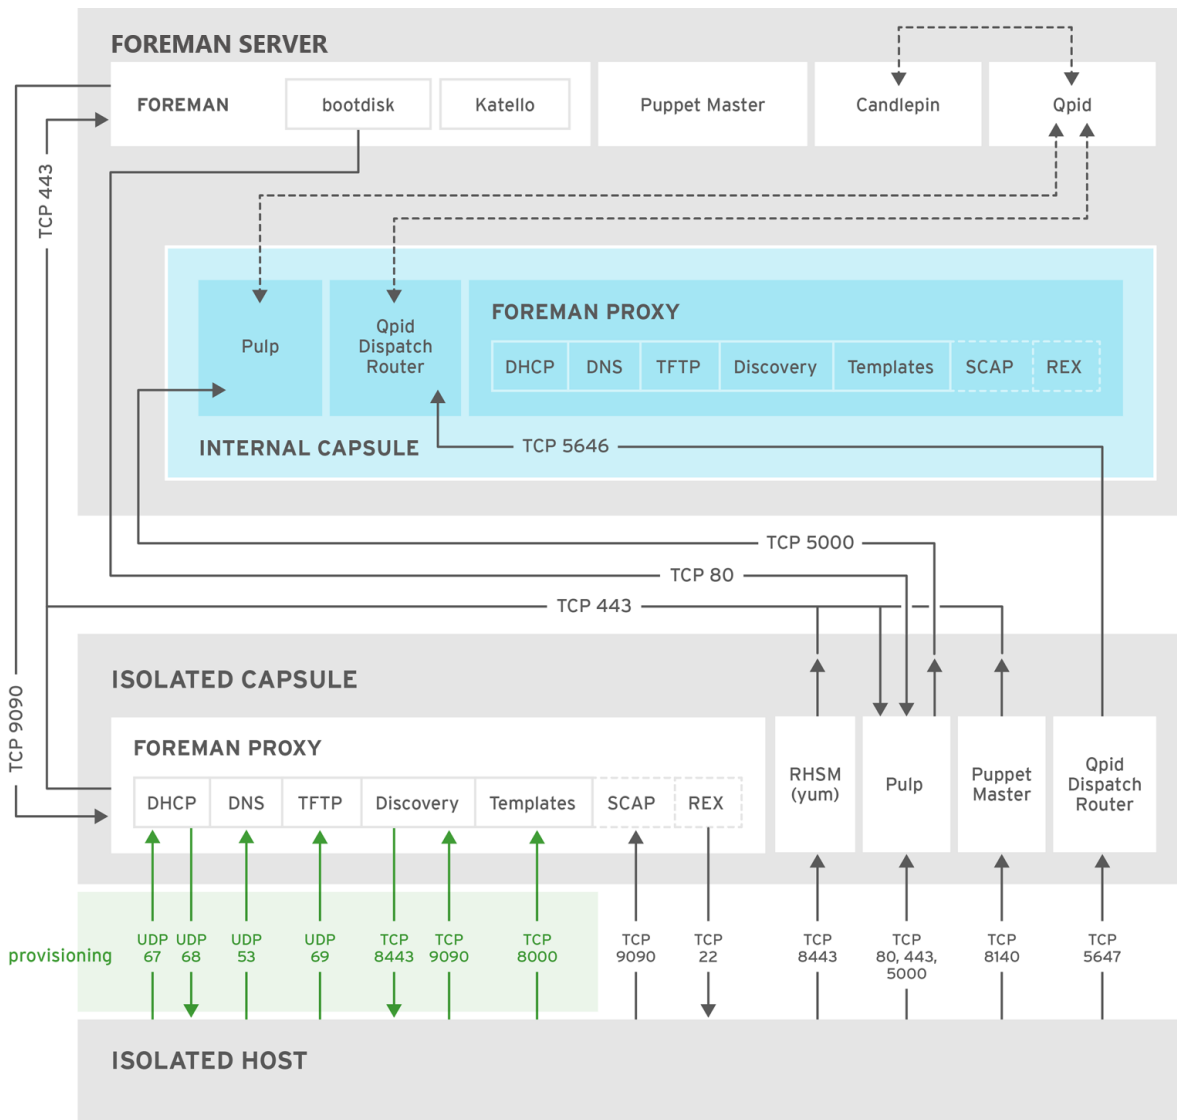 FOREMAN SERVER
FOREMAN
bootdisk
Katello
Puppet Master
Candlepin
Qpid
TCP 443
Pulp
Qpid
Dispatch
Router
FOREMAN PROXY
DHCP
DNS
TFTP
Discovery
Templates
SCAP
REX
INTERNAL CAPSULE
TCP 5646
TCP 5000
TCP 80
TCP 443
ISOLATED CAPSULE
TCP 9090
FOREMAN PROXY
DHCP
DNS
TFTP
Discovery
Templates
SCAP
REX
RHSM
(yum)
Pulp
Puppet
Master
Qpid
Dispatch
Router
provisioning
UDP
67
UDP
68
UDP
53
UDP
69
TCP
8443
TCP
9090
TCP
8000
TCP
9090
TCP
22
TCP
8443
TCP
80, 443,
5000
TCP
8140
TCP
5647
ISOLATED HOST